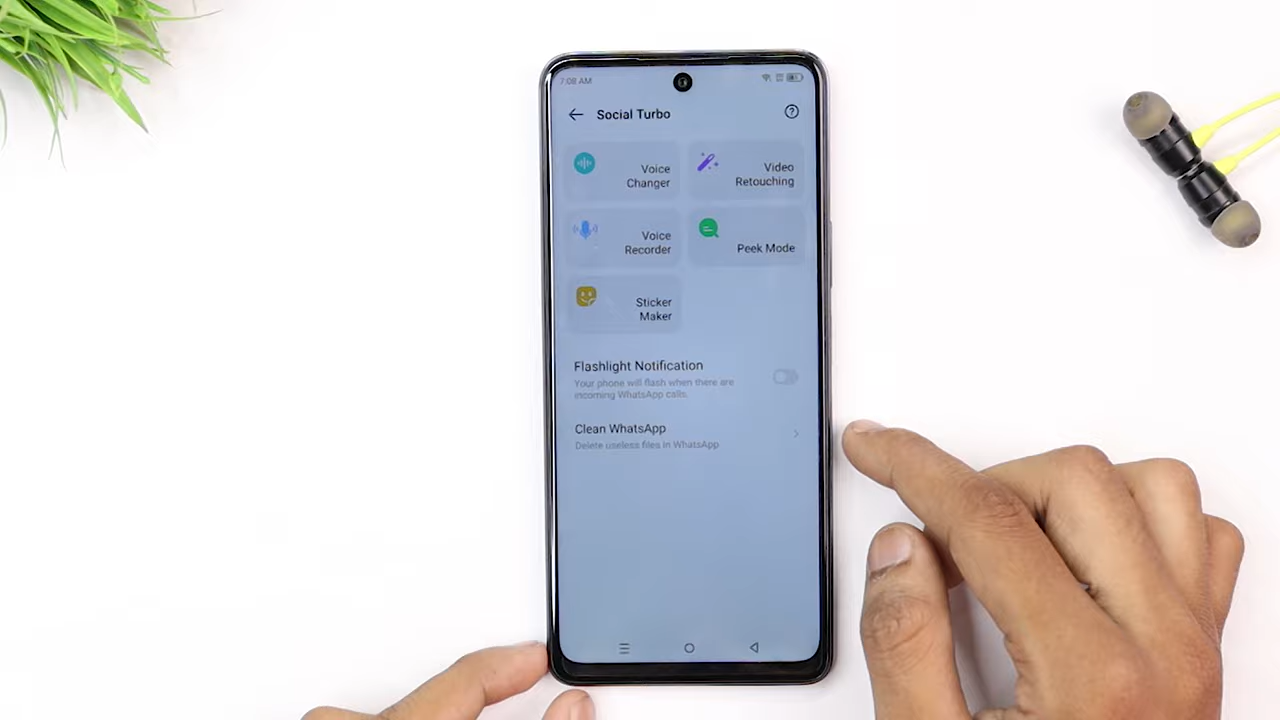 7:08 AM
Social Turbo
Voice
Changer
Video
Retouching
Voice
Recorder
Peek Mode
Sticker
Maker
Flashlight Notification
Your phone will flash when there are
incoming WhatsApp calls.
Clean WhatsApp
Delete useless files in WhatsApp